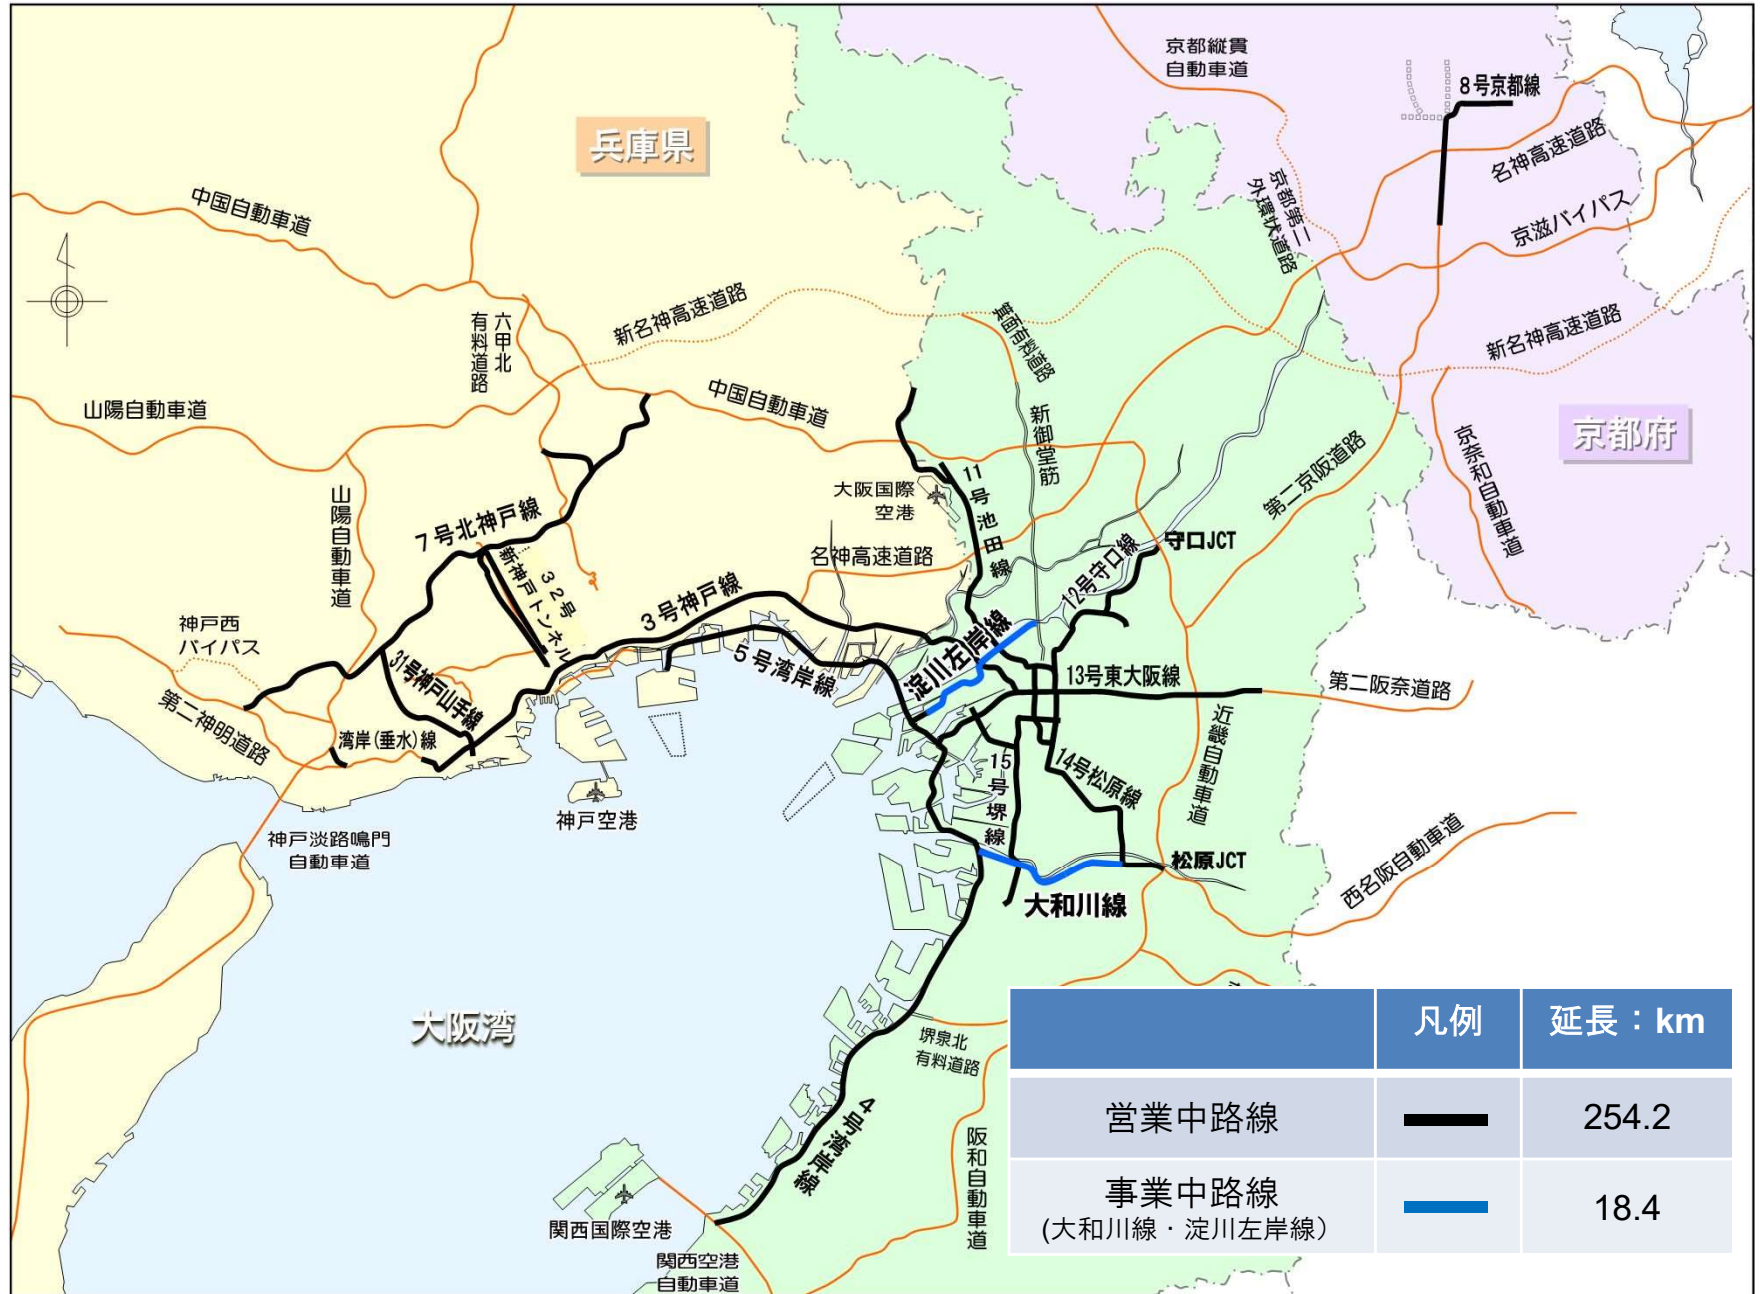 京都縦貫
自動車道
8号京都線
兵庫県
名神高速道路
京都第二
外環状道路
中国自動車道
京滋バイパス
新名神高速道路
六甲北
有料道路
箕面有料道路
新名神高速道路
山陽自動車道
中国自動車道
新御堂筋
京都府
第二京阪道路
京奈和自動車道
山陽自動車道
大阪国際
空港
11号池田線
7号北神戸線
新神戸トンネル
32号
名神高速道路
12号守口線
守口JCT
3号神戸線
神戸西
バイパス
31号神戸山手線
5号湾岸線
淀川左岸線
13号東大阪線
第二阪奈道路
第二神明道路
湾岸(垂水)線
近畿自動車道
15号堺線
14号松原線
神戸空港
神戸淡路鳴門
自動車道
松原JCT
西名阪自動車道
大和川線
大阪湾
堺泉北
有料道路
4号湾岸線
阪和自動車道
関西国際空港
関西空港
自動車道
凡例 延長：km
営業中路線 254.2
事業中路線 18.4
(大和川線・淀川左岸線）